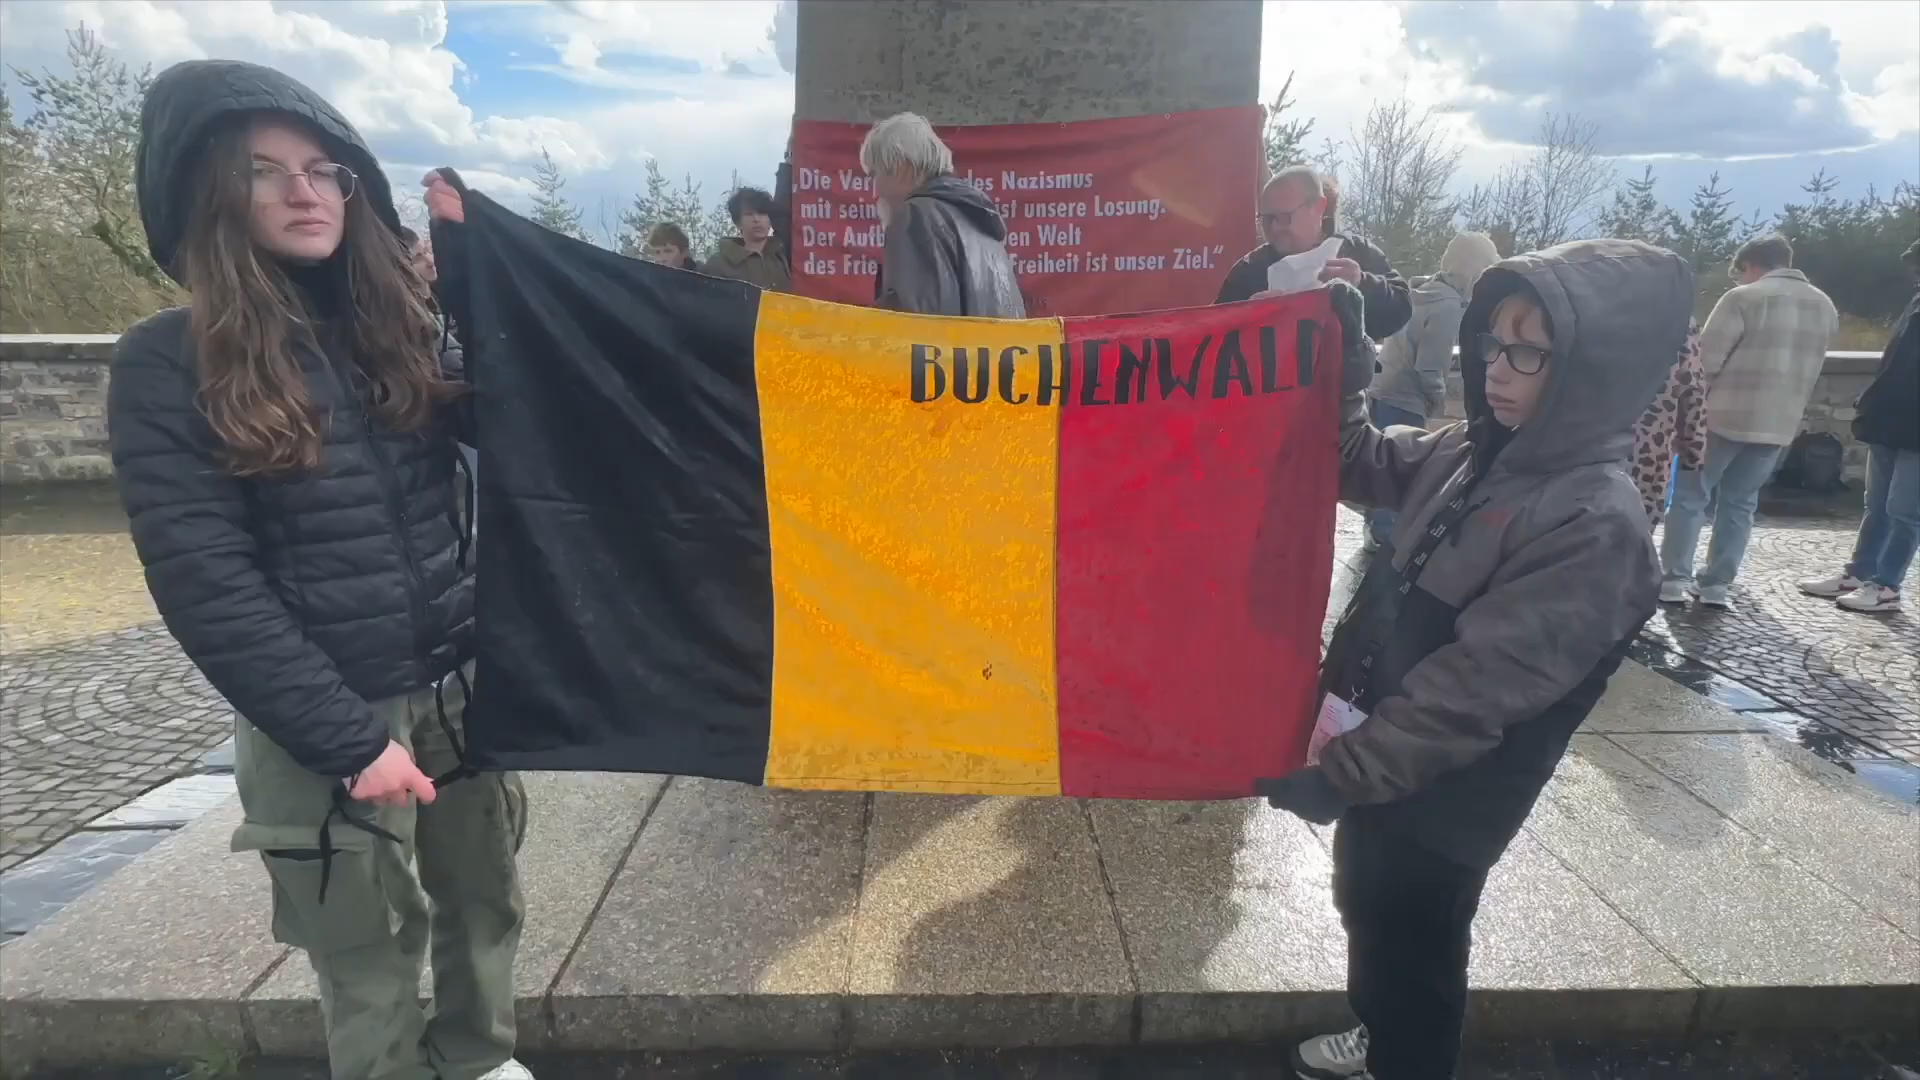 „Die Ver des Nazismus
mit sein ist unsere Losung.
Der Aufb en Welt
des Frie Freiheit ist unser Ziel.“
BUCHENWALD